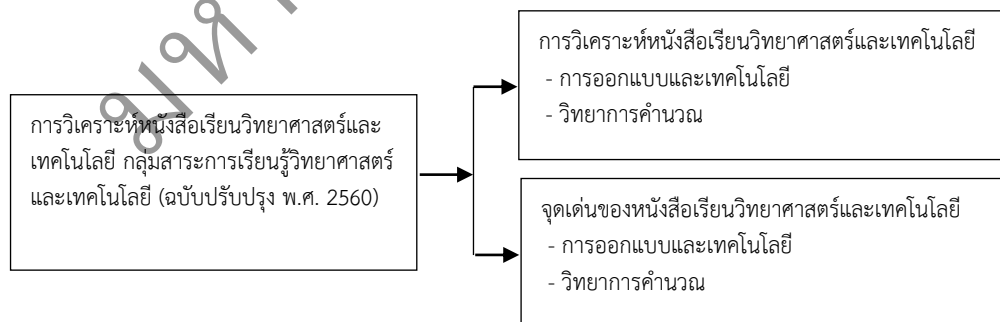 การวิเคราะห์หนังสือเรียนวิทยาศาสตร์และ
เทคโนโลยี กลุ่มสาระการเรียนรู้วิทยาศาสตร์
และเทคโนโลยี (ฉบับปรับปรุง พ.ศ. 2560)
การวิเคราะห์หนังสือเรียนวิทยาศาสตร์และเทคโนโลยี
- การออกแบบและเทคโนโลยี
- วิทยาการคำนวณ
จุดเด่นของหนังสือเรียนวิทยาศาสตร์และเทคโนโลยี
- การออกแบบและเทคโนโลยี
- วิทยาการคำนวณ